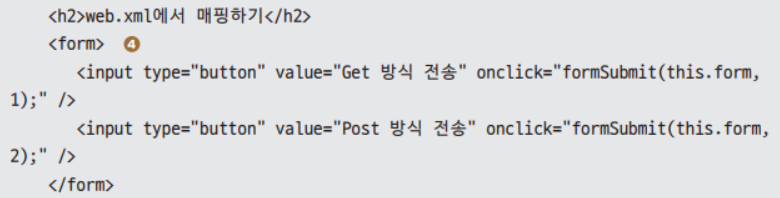 <h2>web.xml에서 매핑하기</h2>
<form> ❹
<input type="button" value="Get 방식 전송" onclick="formSubmit(this.form,
1);" />
<input type="button" value="Post 방식 전송" onclick="formSubmit(this.form,
2);" />
</form>